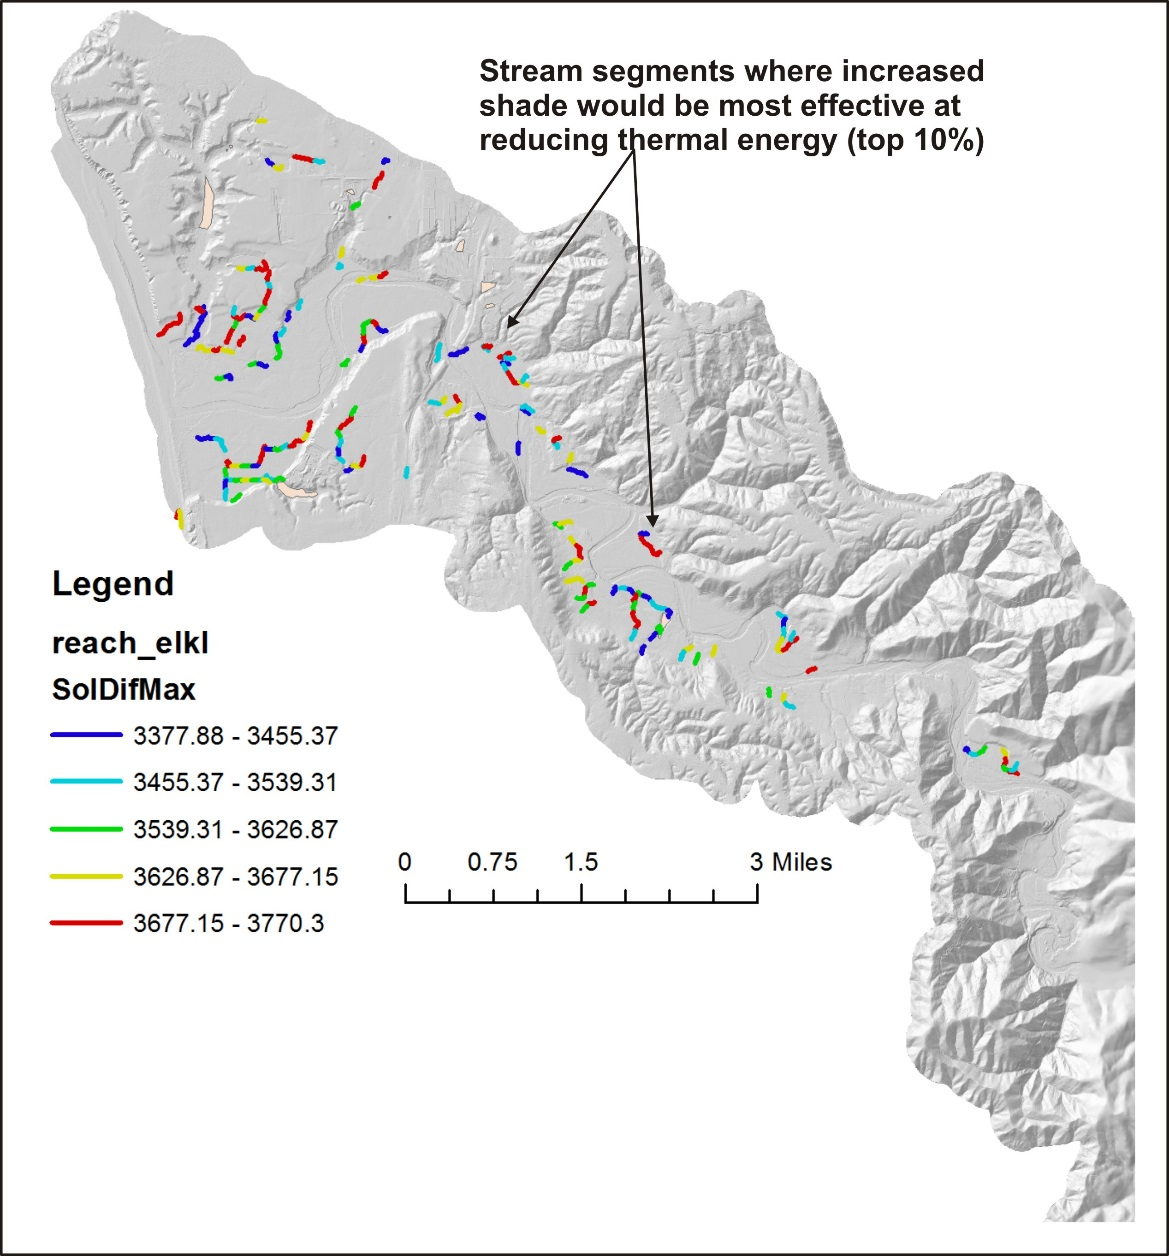 Stream segments where increased
shade would be most effective at
reducing thermal energy (top 10%)
Legend
reach_elkl
SolDifMax
3377.88 - 3455.37
3455.37 - 3539.31
3539.31 - 3626.87
3626.87 - 3677.15
3677.15 - 3770.3
0 0.75 1.5 3 Miles